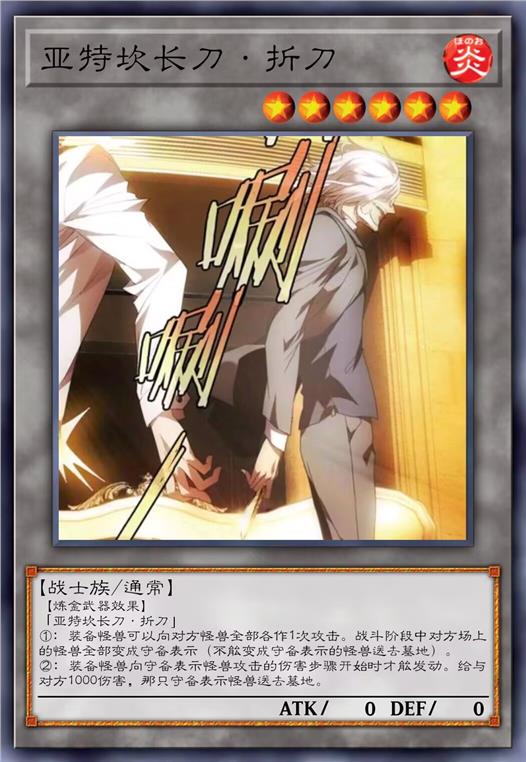 亚特坎长刀·折刀
ほのお
炎
唰唰
唰唰
【战士族/通常】
【炼金武器效果】
「亚特坎长刀·折刀」
①：装备怪兽可以向对方怪兽全部各作1次攻击。战斗阶段中对方场上
的怪兽全部变成守备表示（不能变成守备表示的怪兽送去墓地）。
②：装备怪兽向守备表示怪兽攻击的伤害步骤开始时才能发动。给与
对方1000伤害，那只守备表示怪兽送去墓地。
ATK/ 0 DEF/ 0